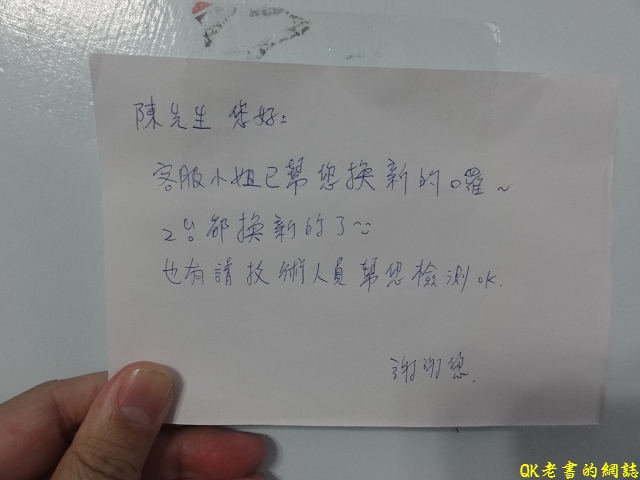 陳先生 您好:
客服小姐已幫您換新的囉~
2台都換新的了
也有請技術人員幫您檢測OK.
謝謝您.
QK老書的網誌